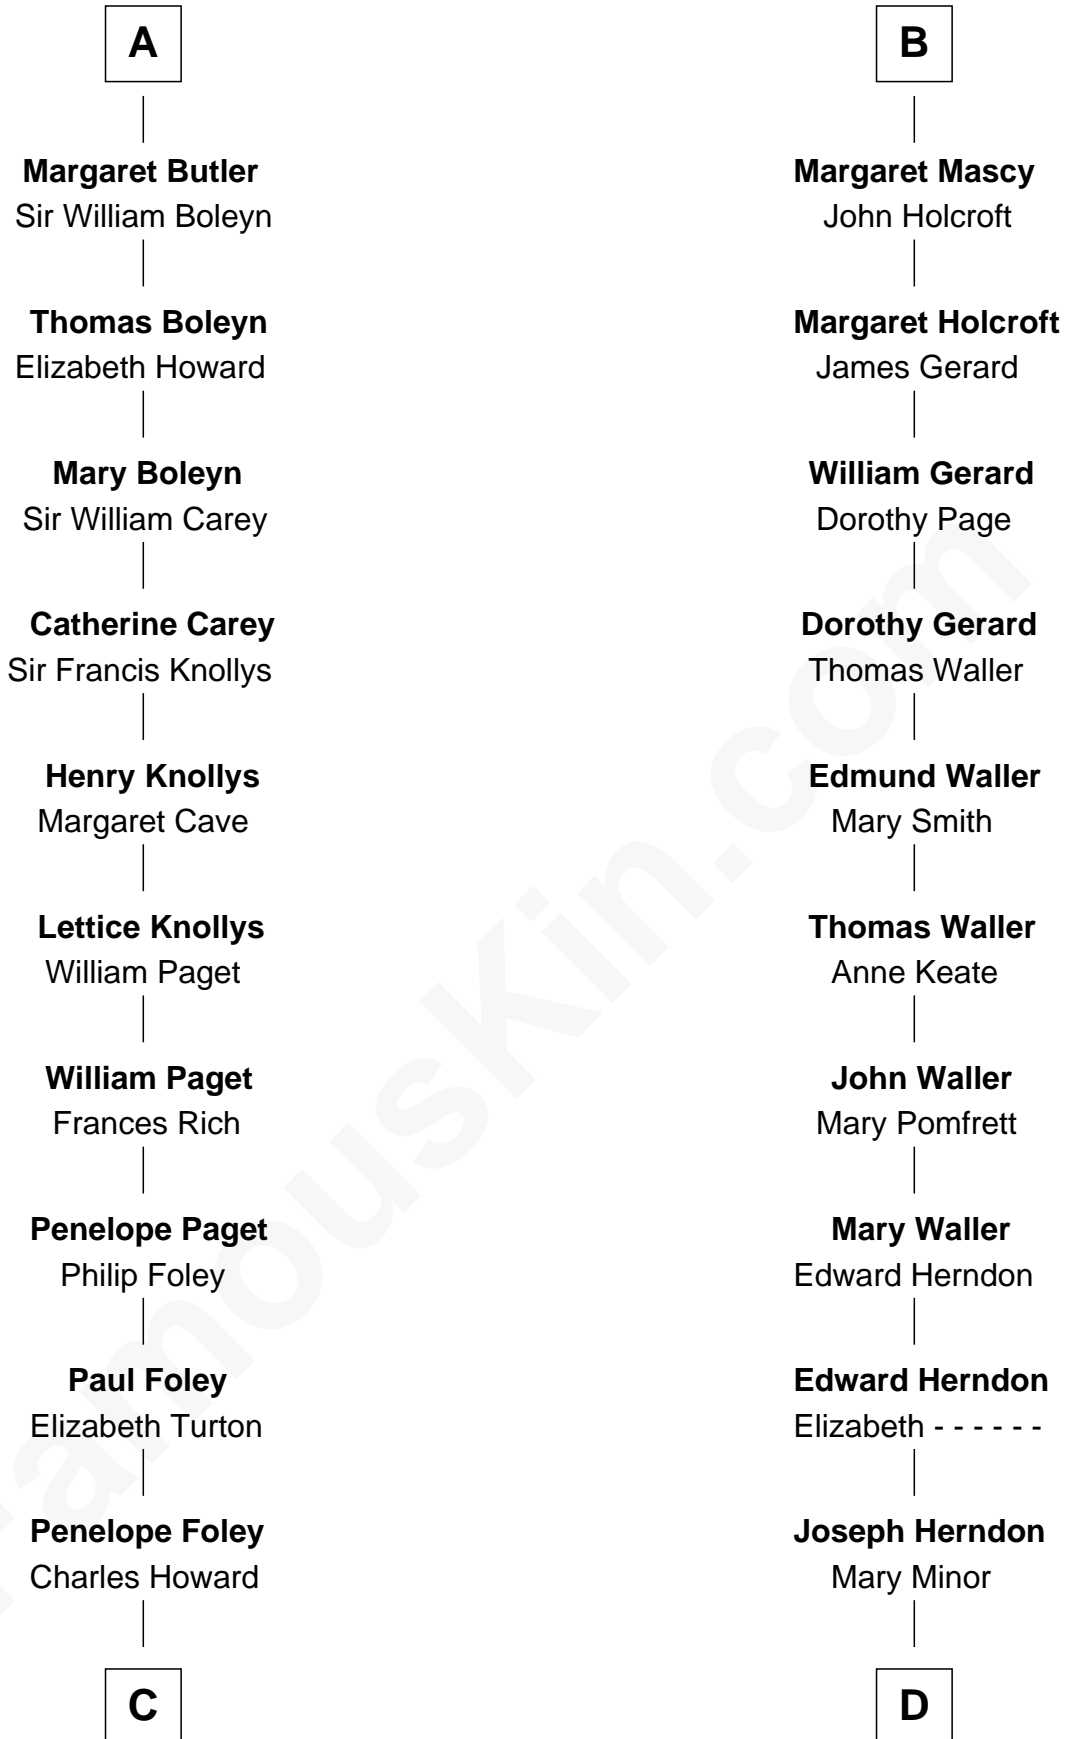 A
Margaret Butler
Sir William Boleyn
Thomas Boleyn
Elizabeth Howard
Mary Boleyn
Sir William Carey
Catherine Carey
Sir Francis Knollys
Henry Knollys
Margaret Cave
Lettice Knollys
William Paget
William Paget
Frances Rich
Penelope Paget
Philip Foley
Paul Foley
Elizabeth Turton
Penelope Foley
Charles Howard
C
B
Margaret Mascy
John Holcroft
Margaret Holcroft
James Gerard
William Gerard
Dorothy Page
Dorothy Gerard
Thomas Waller
Edmund Waller
Mary Smith
Thomas Waller
Anne Keate
John Waller
Mary Pomfrett
Mary Waller
Edward Herndon
Edward Herndon
Elizabeth - - - - - -
Joseph Herndon
Mary Minor
D
FamousKin.com